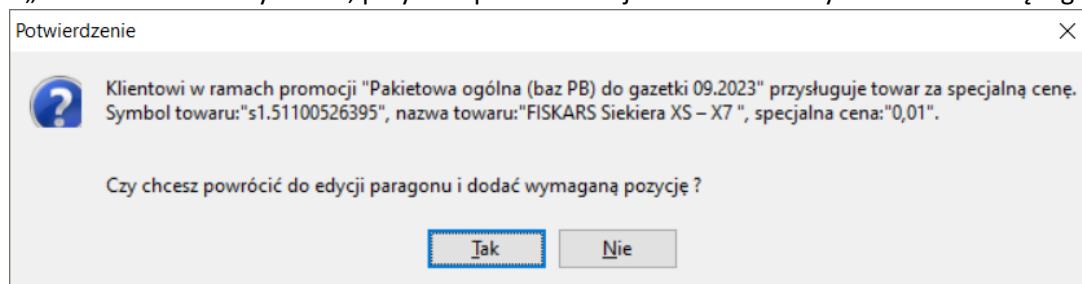 Potwierdzenie
Klientowi w ramach promocji "Pakietowa ogólna (baz PB) do gazetki 09.2023" przysługuje towar za specjalną cenę.
Symbol towaru:"s1.51100526395", nazwa towaru:"FISKARS Siekiera XS – X7 ", specjalna cena:"0,01".
Czy chcesz powrócić do edycji paragonu i dodać wymaganą pozycję ?
Tak
Nie